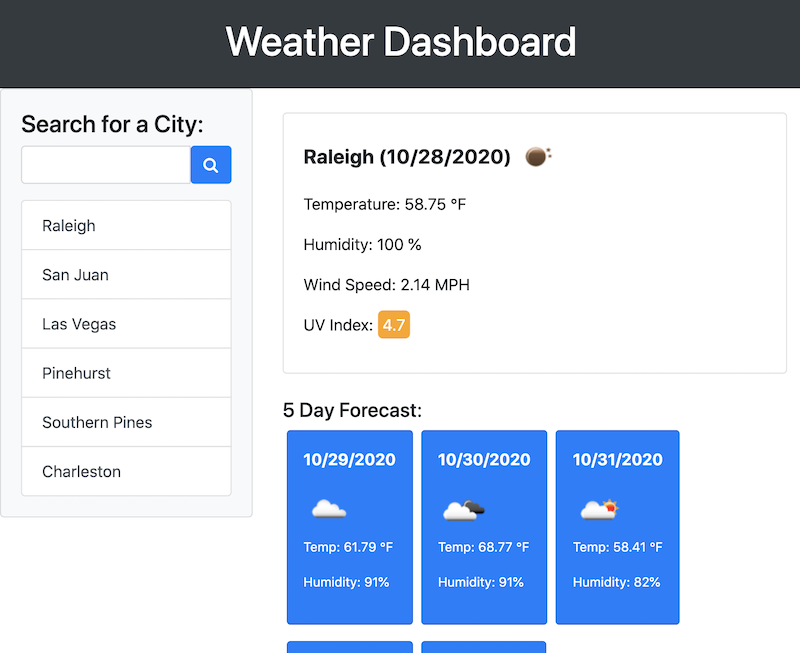 Weather Dashboard
Search for a City:
Raleigh
San Juan
Las Vegas
Pinehurst
Southern Pines
Charleston
Raleigh (10/28/2020)
Temperature: 58.75 °F
Humidity: 100 %
Wind Speed: 2.14 MPH
UV Index: 4.7
5 Day Forecast:
10/29/2020
Temp: 61.79 °F
Humidity: 91%
10/30/2020
Temp: 68.77 °F
Humidity: 91%
10/31/2020
Temp: 58.41 °F
Humidity: 82%